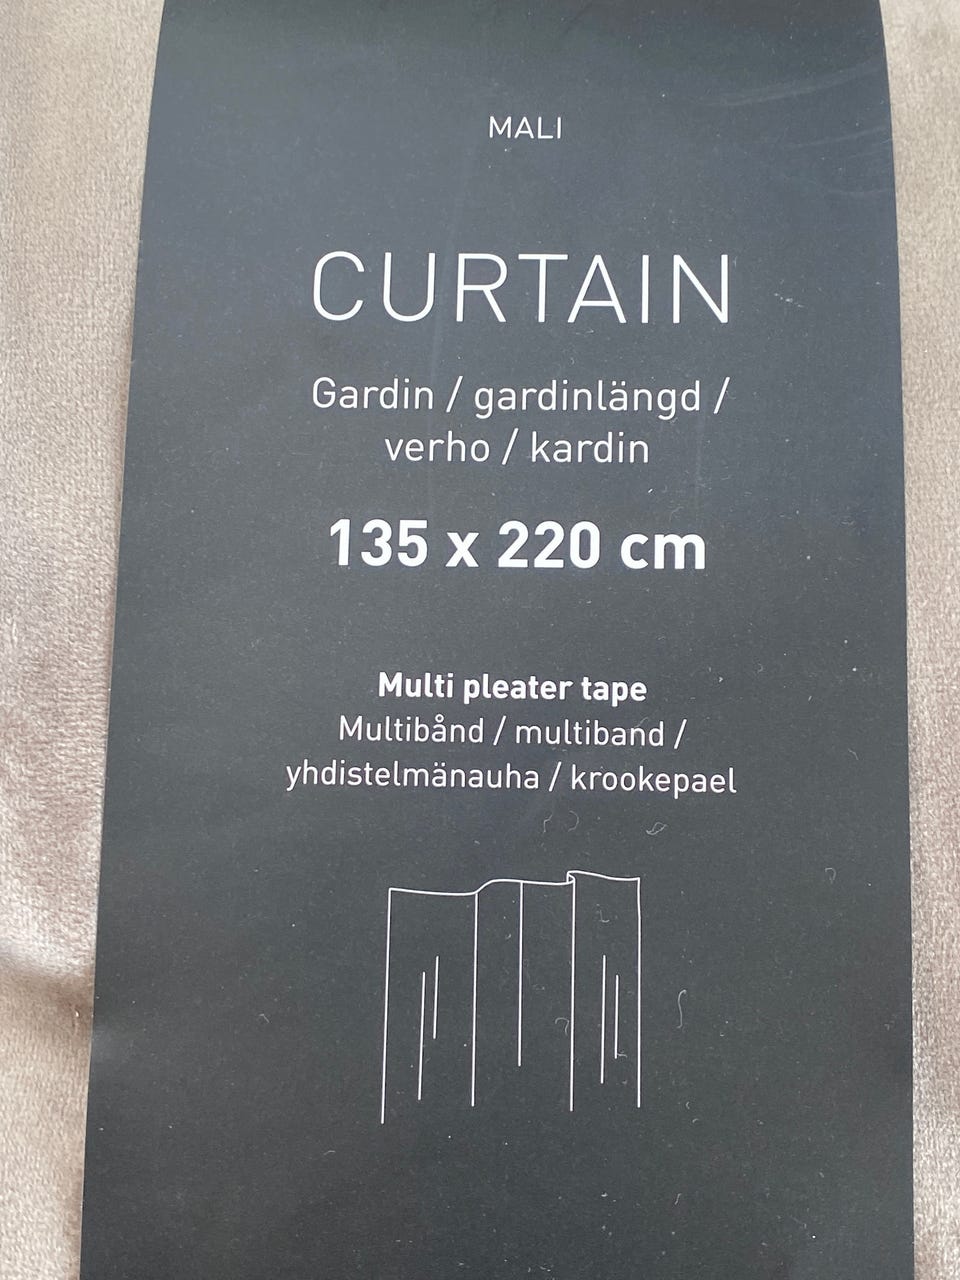 MALI
CURTAIN
Gardin / gardinlängd /
verho / kardin
135 x 220 cm
Multi pleater tape
Multibånd / multiband /
yhdistelmänauha / krookepael